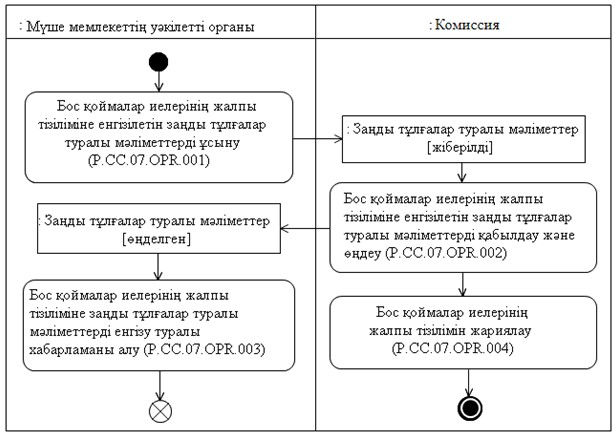 : Мүше мемлекеттің уәкілетті органы
: Комиссия
Бос қоймалар иелерінің жалпы
тізіліміне енгізілетін заңды тұлғалар
туралы мәліметтерді ұсыну
(P.CC.07.OPR.001)
: Заңды тұлғалар туралы мәліметтер
[жіберілді]
Бос қоймалар иелерінің жалпы
тізіліміне енгізілетін заңды тұлғалар
туралы мәліметтерді қабылдау және
өңдеу (P.CC.07.OPR.002)
: Заңды тұлғалар туралы мәліметтер
[өңделген]
Бос қоймалар иелерінің жалпы
тізіліміне заңды тұлғалар туралы
мәліметтерді енгізу туралы
хабарламаны алу (P.CC.07.OPR.003)
Бос қоймалар иелерінің
жалпы тізілімін жариялау
(P.CC.07.OPR.004)